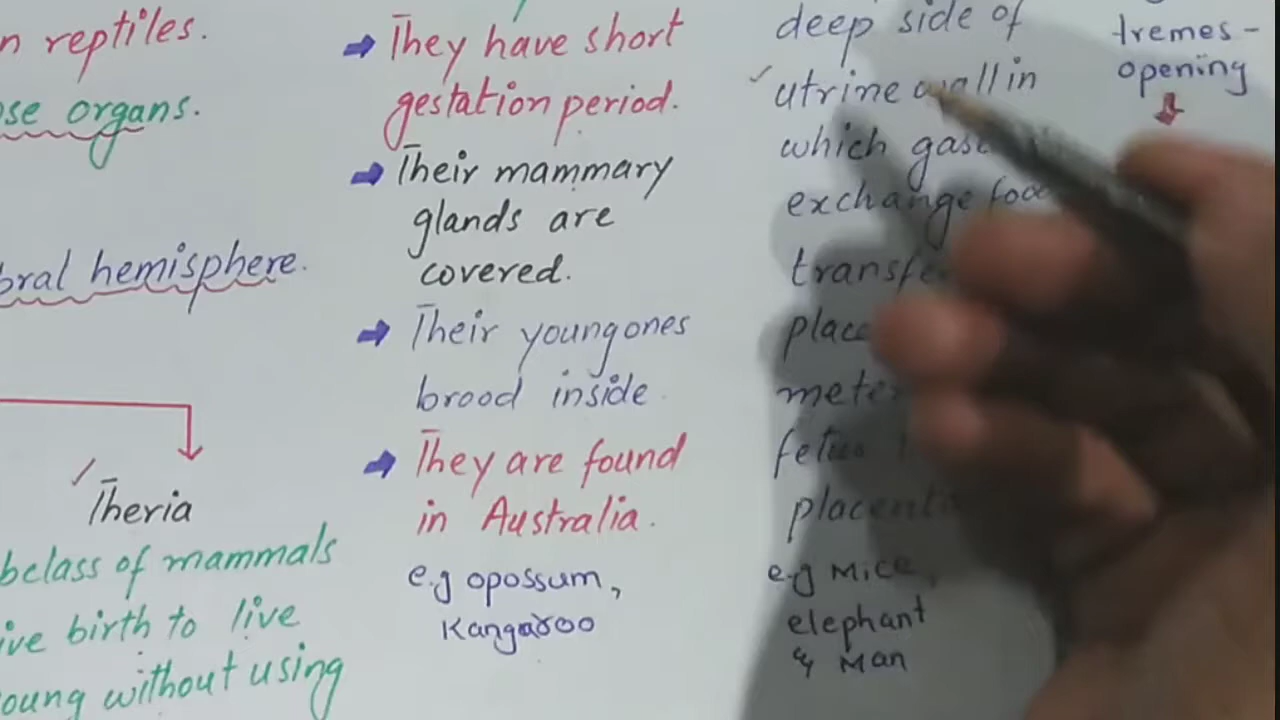 n reptiles.
se organs.
bral hemisphere.
Theria
bclass of mammals
ive birth to live
oung without using
They have short
gestation period.
Their mammary
glands are
covered.
Their young ones
brood inside
They are found
in Australia.
e.g opossum,
Kangaroo
deep side of
utrine wall in
which
exchange
e.g Mice,
elephant
& Man
tremes-
opening